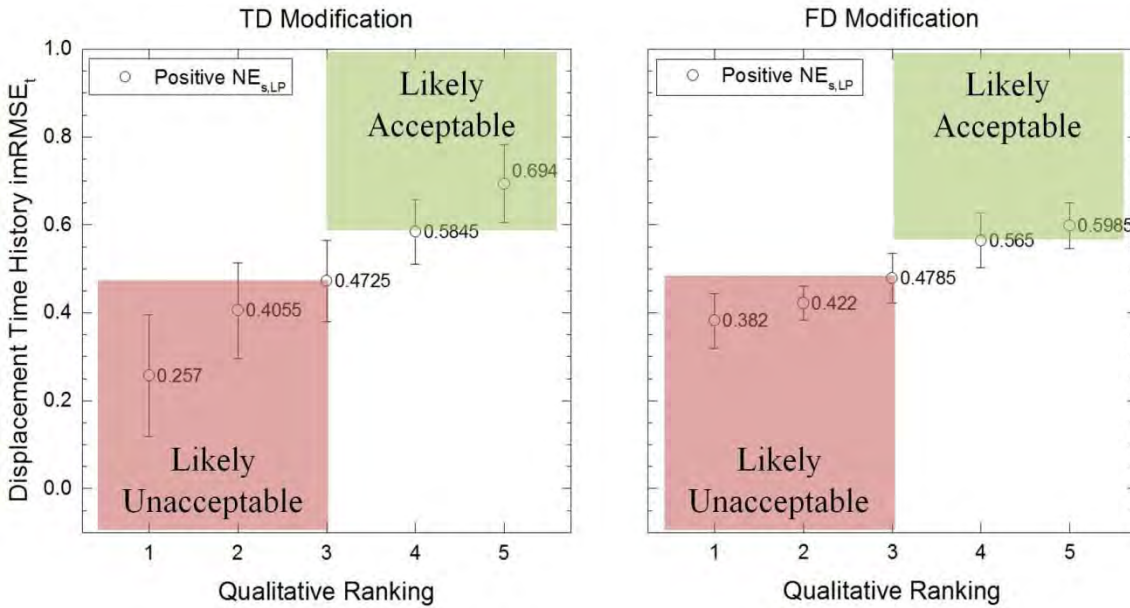 TD Modification
Displacement Time History imRMSE_t
1.0
0.8
0.6
0.4
0.2
0.0
Positive NE_s,LP
Likely
Acceptable
0.694
0.5845
0.4725
0.4055
0.257
Likely
Unacceptable
1 2 3 4 5
Qualitative Ranking
FD Modification
Positive NE_s,LP
Likely
Acceptable
0.5985
0.565
0.4785
0.422
0.382
Likely
Unacceptable
1 2 3 4 5
Qualitative Ranking